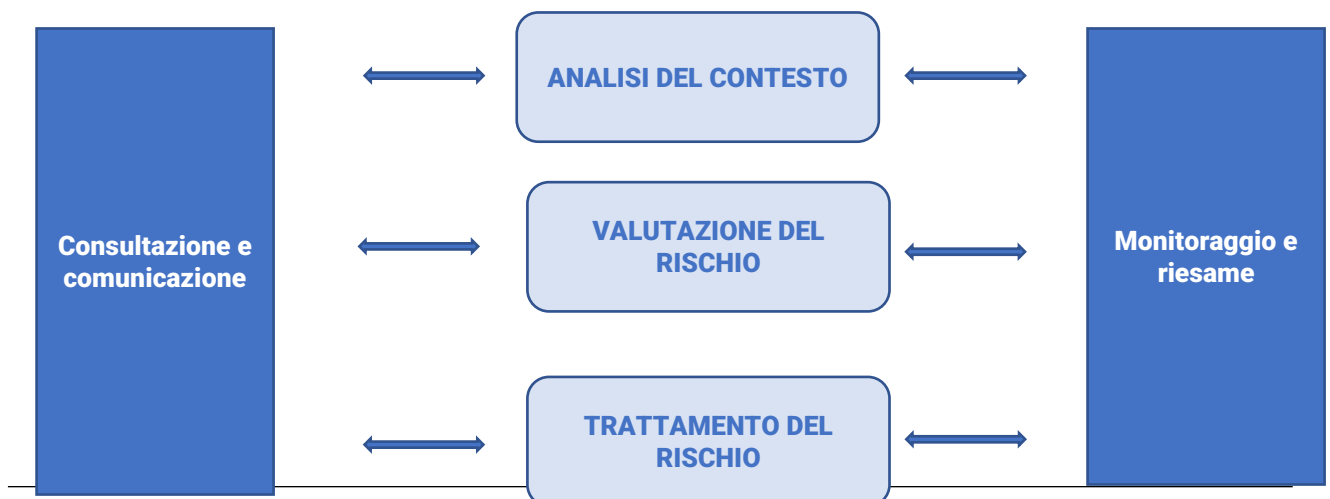 ANALISI DEL CONTESTO
Consultazione e
comunicazione
VALUTAZIONE DEL
RISCHIO
Monitoraggio e
riesame
TRATTAMENTO DEL
RISCHIO